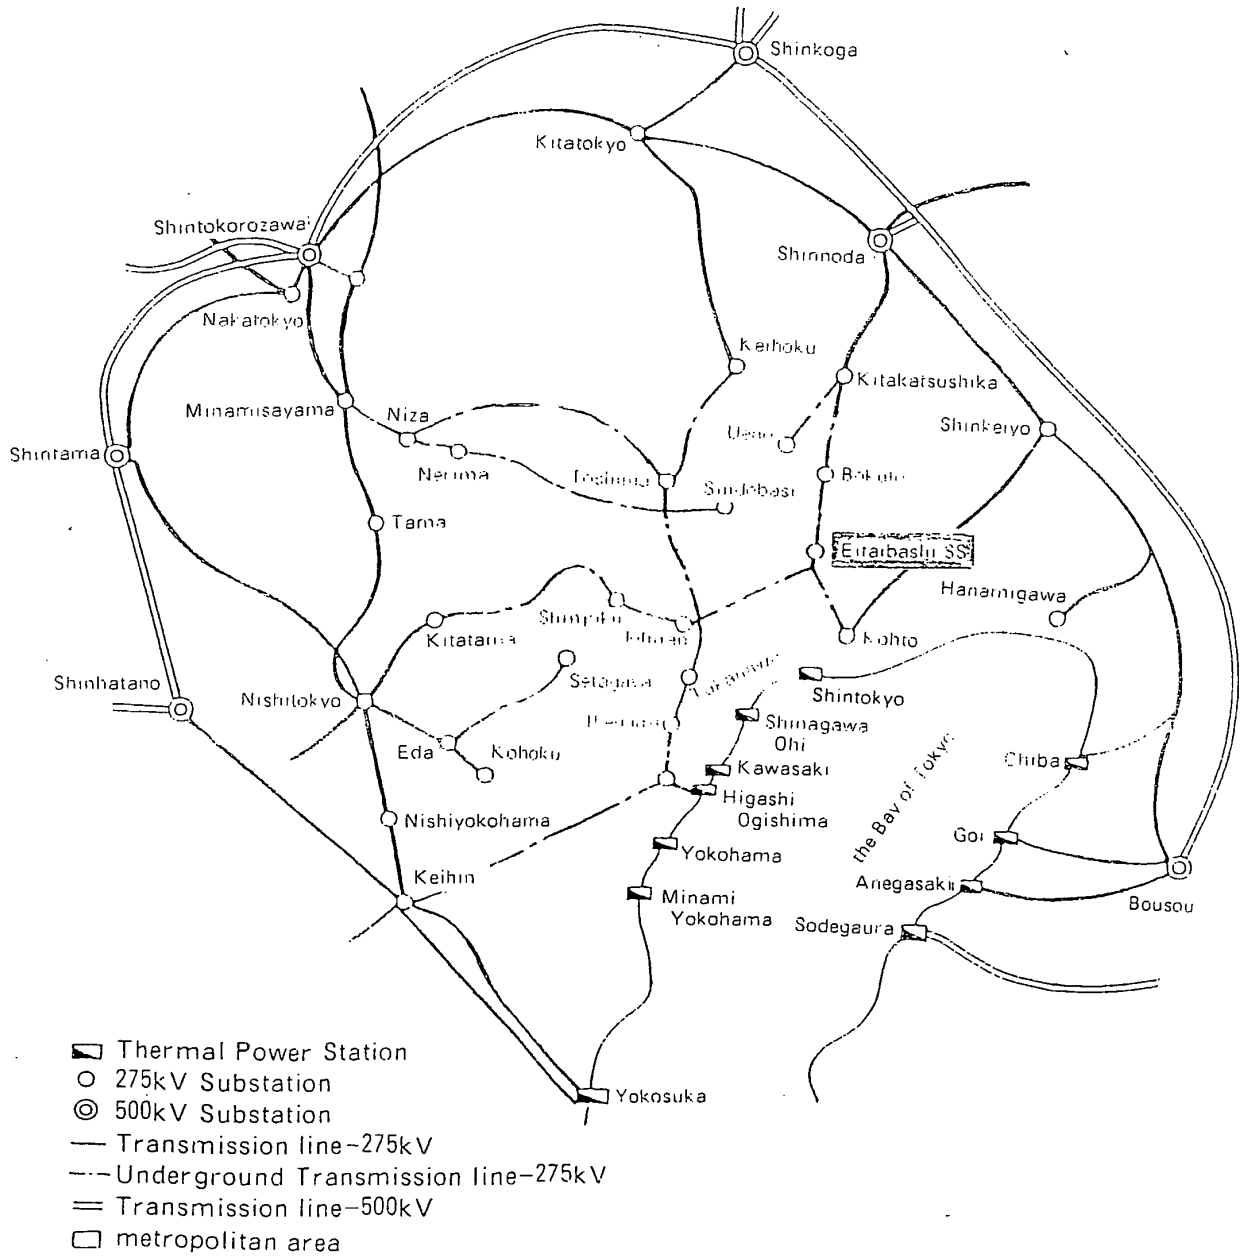 Shinkoga
Kitatokyo
Shintokorozawa
Shinnoda
Nakatokyo
Keihoku
Kitakatsushika
Minamisayama
Niza
Shinkeiyo
Ueno
Shintama
Nerima
Toshima
Bokuto
Tama
Eitaibashi SS
Hanamigawa
Kitatama
Kohto
Shinhatano
Setagaya
Nishitokyo
Shintokyo
Shinagawa
Ohi
Eda
Kohoku
Kawasaki
Chiba
the Bay of Tokyo
Higashi
Ogishima
Nishiyokohama
Yokohama
Goi
Keihin
Minami
Yokohama
Anegasaki
Bousou
Sodegaura
Yokosuka
Thermal Power Station
275kV Substation
500kV Substation
Transmission line-275kV
Underground Transmission line-275kV
Transmission line-500kV
metropolitan area